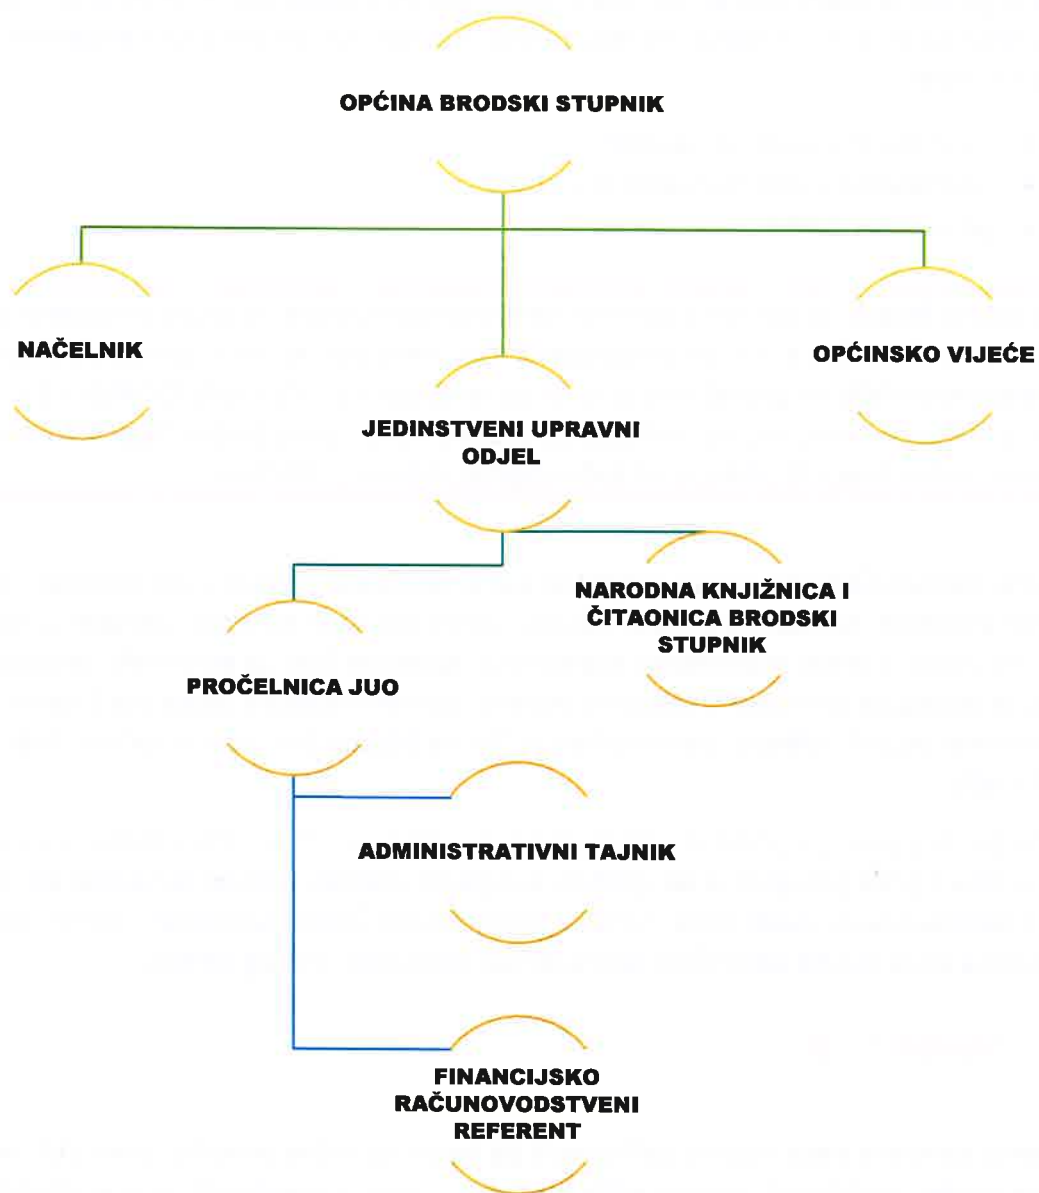 OPĆINA BRODSKI STUPNIK
NAČELNIK
OPĆINSKO VIJEĆE
JEDINSTVENI UPRAVNI
ODJEL
NARODNA KNJIŽNICA I
ČITAONICA BRODSKI
STUPNIK
PROČELNICA JUO
ADMINISTRATIVNI TAJNIK
FINANCIJSKO
RAČUNOVODSTVENI
REFERENT